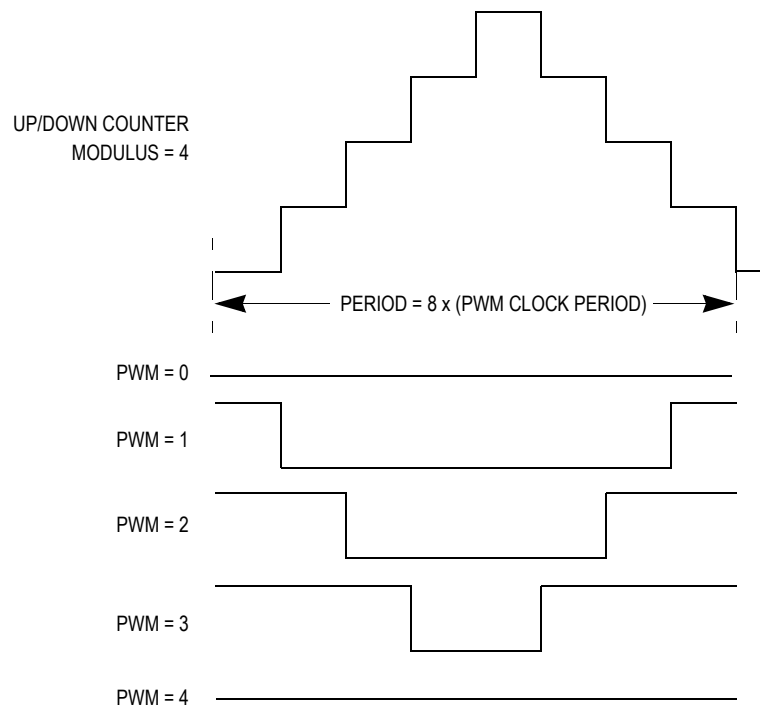 UP/DOWN COUNTER
MODULUS = 4
PERIOD = 8 x (PWM CLOCK PERIOD)
PWM = 0
PWM = 1
PWM = 2
PWM = 3
PWM = 4